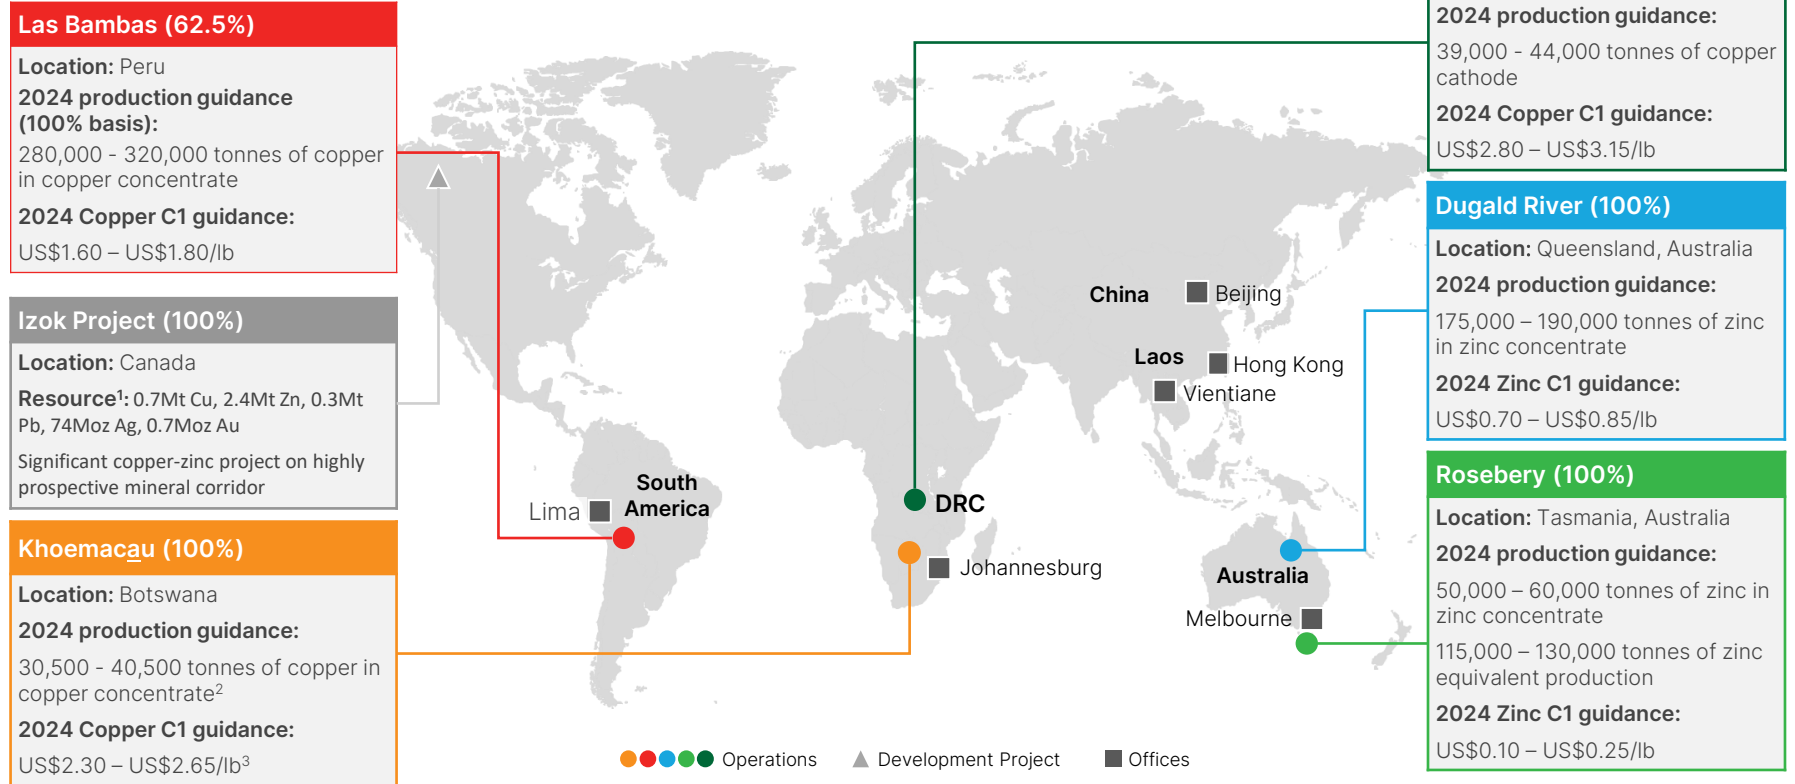 Las Bambas (62.5%)
Location: Peru
2024 production guidance
(100% basis):
280,000 - 320,000 tonnes of copper
in copper concentrate
2024 Copper C1 guidance:
US$1.60 – US$1.80/lb
Izok Project (100%)
Location: Canada
Resource¹: 0.7Mt Cu, 2.4Mt Zn, 0.3Mt
Pb, 74Moz Ag, 0.7Moz Au
Significant copper-zinc project on highly
prospective mineral corridor
Khoemacau (100%)
Location: Botswana
2024 production guidance:
30,500 - 40,500 tonnes of copper in
copper concentrate²
2024 Copper C1 guidance:
US$2.30 – US$2.65/lb³
China
Beijing
Laos
Hong Kong
Vientiane
South
America
Lima
DRC
Johannesburg
Australia
Melbourne
Operations
Development Project
Offices
2024 production guidance:
39,000 - 44,000 tonnes of copper
cathode
2024 Copper C1 guidance:
US$2.80 – US$3.15/lb
Dugald River (100%)
Location: Queensland, Australia
2024 production guidance:
175,000 – 190,000 tonnes of zinc
in zinc concentrate
2024 Zinc C1 guidance:
US$0.70 – US$0.85/lb
Rosebery (100%)
Location: Tasmania, Australia
2024 production guidance:
50,000 – 60,000 tonnes of zinc in
zinc concentrate
115,000 – 130,000 tonnes of zinc
equivalent production
2024 Zinc C1 guidance:
US$0.10 – US$0.25/lb